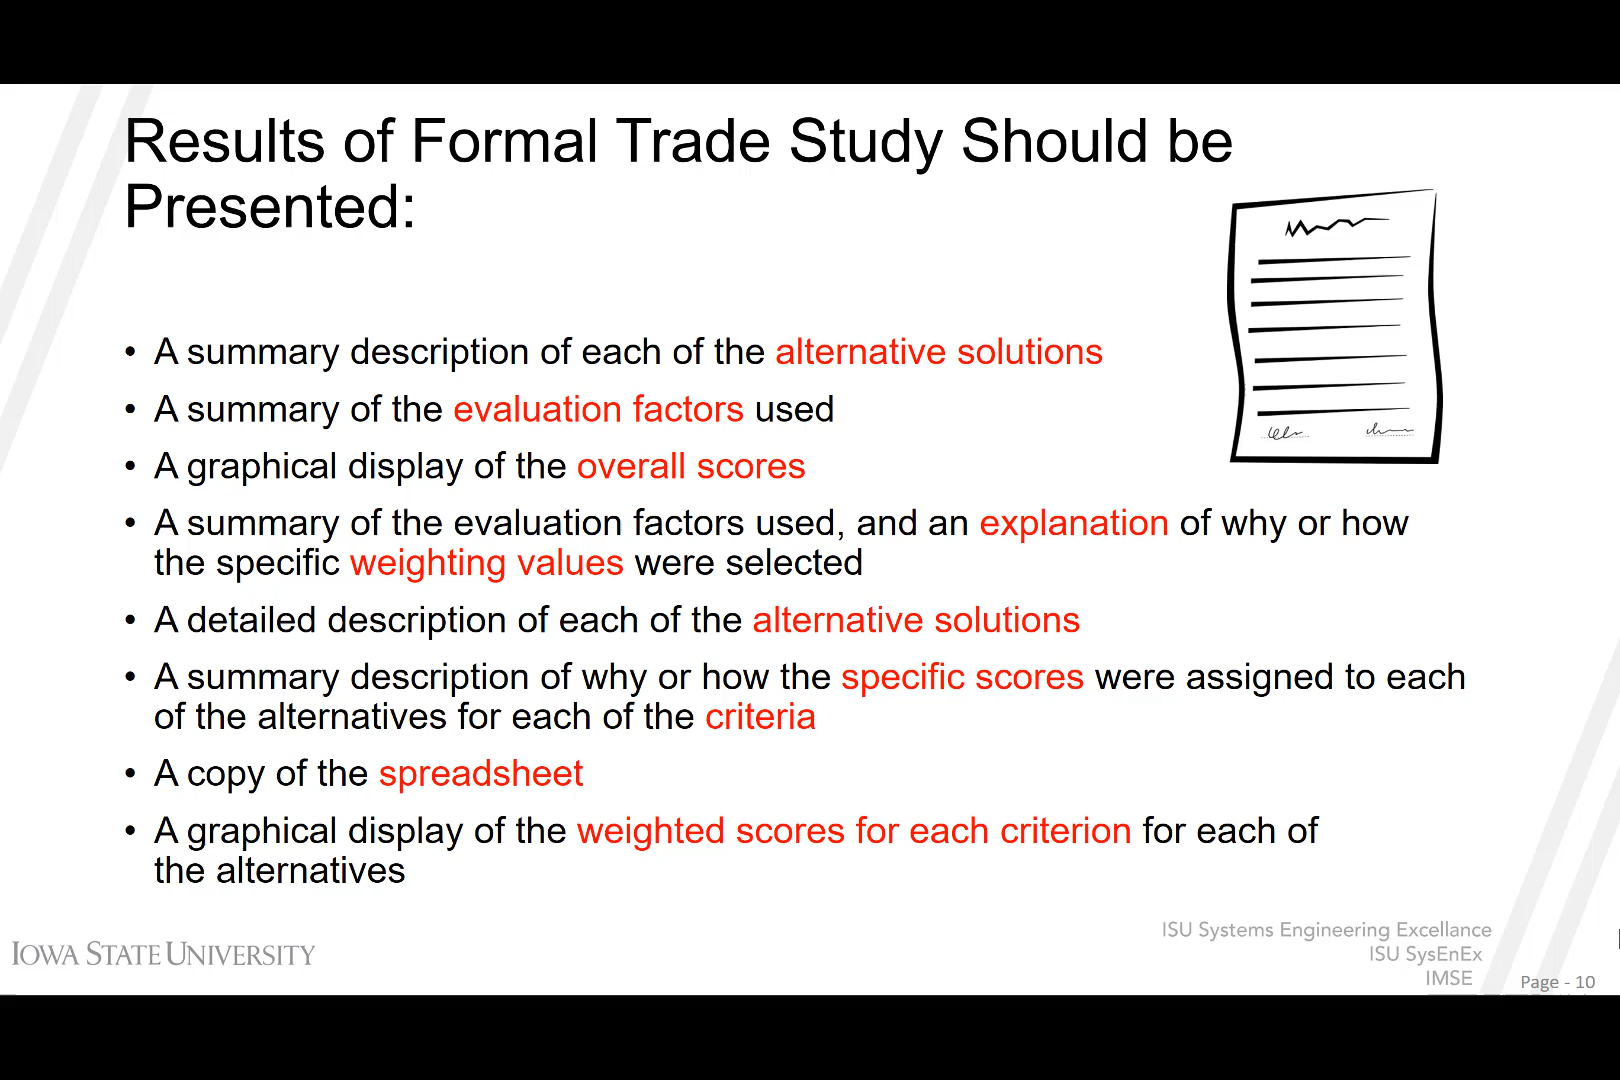 Results of Formal Trade Study Should be
Presented:
• A summary description of each of the alternative solutions
• A summary of the evaluation factors used
• A graphical display of the overall scores
• A summary of the evaluation factors used, and an explanation of why or how
the specific weighting values were selected
• A detailed description of each of the alternative solutions
• A summary description of why or how the specific scores were assigned to each
of the alternatives for each of the criteria
• A copy of the spreadsheet
• A graphical display of the weighted scores for each criterion for each of
the alternatives
IOWA STATE UNIVERSITY
ISU Systems Engineering Excellance
ISU SysEnEx
IMSE
Page - 10